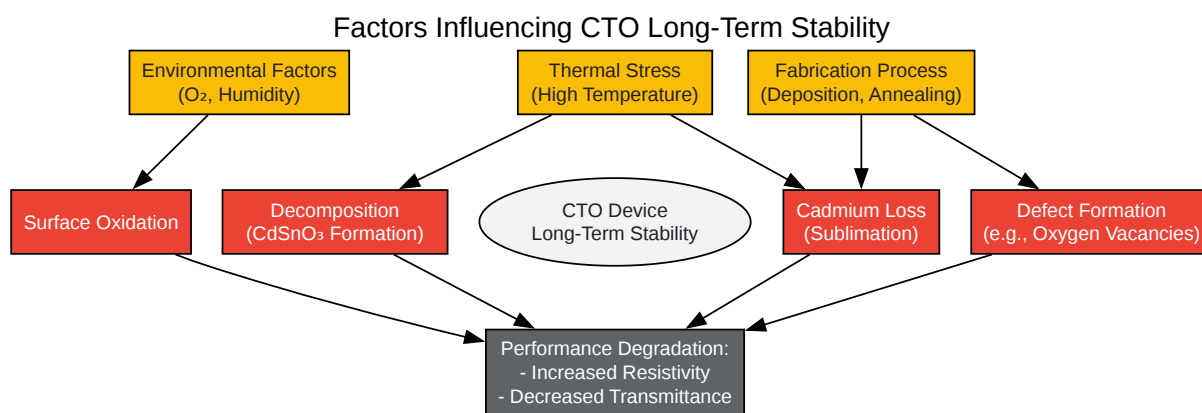 Factors Influencing CTO Long-Term Stability
Environmental Factors
(O₂, Humidity)
Thermal Stress
(High Temperature)
Fabrication Process
(Deposition, Annealing)
Surface Oxidation
Decomposition
(CdSnO₃ Formation)
CTO Device
Long-Term Stability
Cadmium Loss
(Sublimation)
Defect Formation
(e.g., Oxygen Vacancies)
Performance Degradation:
- Increased Resistivity
- Decreased Transmittance